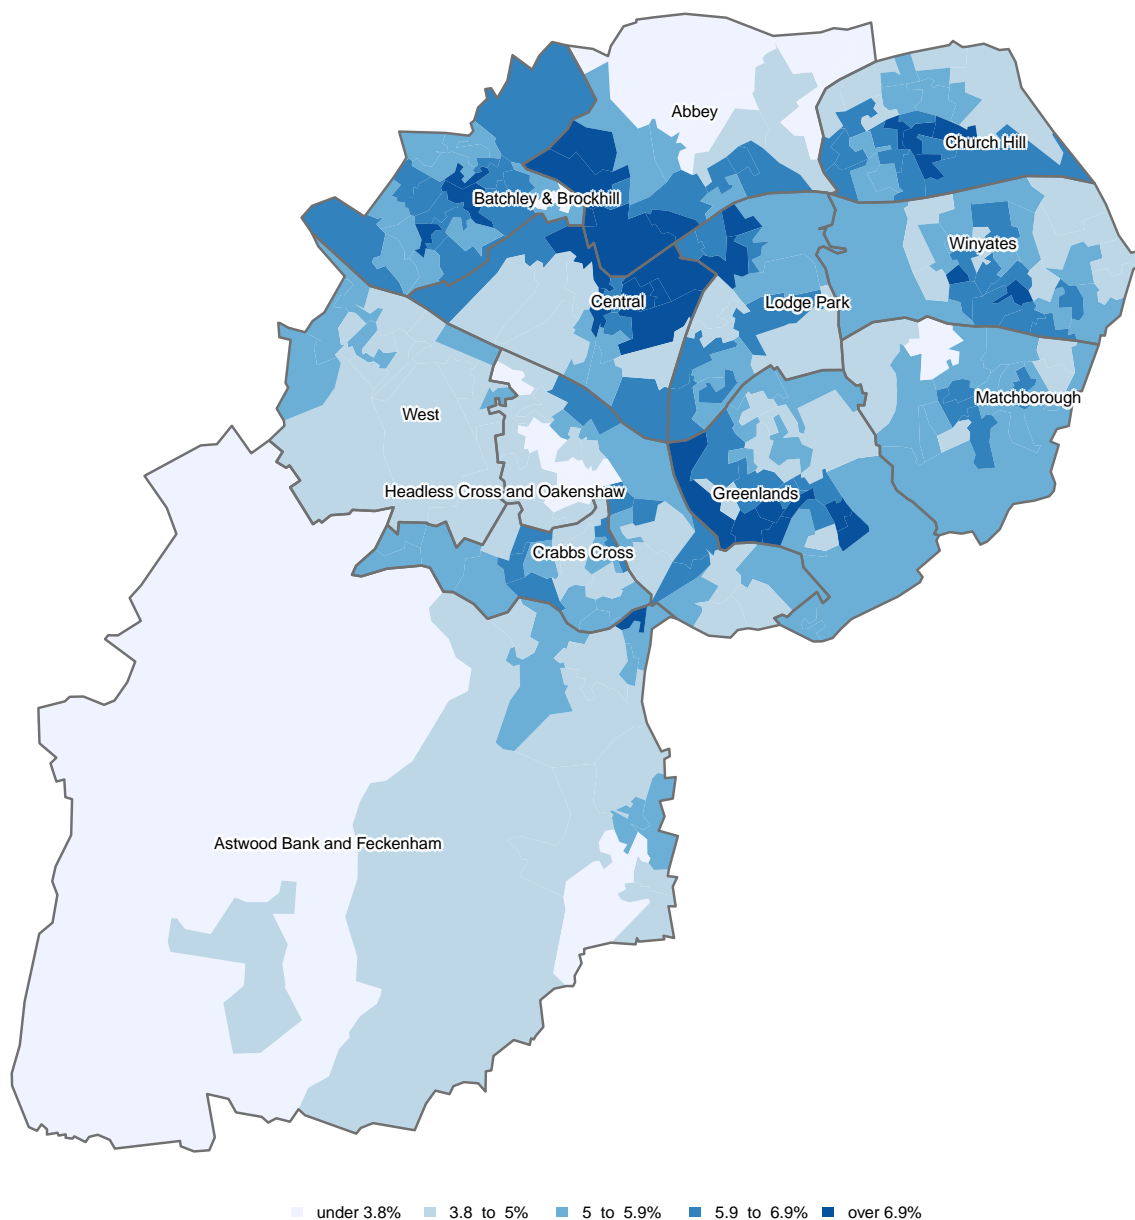 Abbey
Church Hill
Batchley & Brockhill
Winyates
Central
Lodge Park
Matchborough
West
Headless Cross and Oakenshaw
Greenlands
Crabbs Cross
Astwood Bank and Feckenham
under 3.8% 3.8 to 5% 5 to 5.9% 5.9 to 6.9% over 6.9%